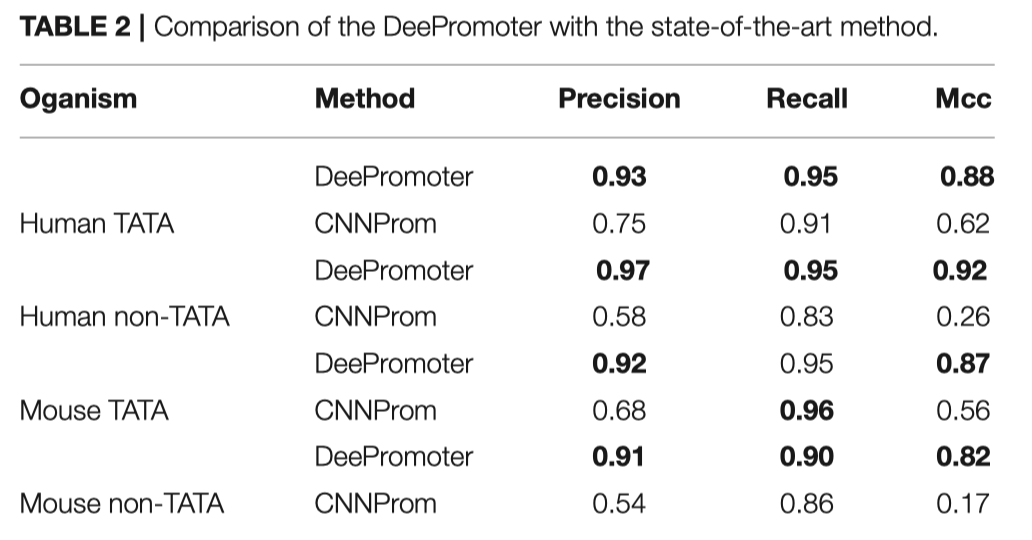 TABLE 2 | Comparison of the DeePromoter with the state-of-the-art method.
Oganism Method Precision Recall Mcc
DeePromoter 0.93 0.95 0.88
Human TATA CNNProm 0.75 0.91 0.62
DeePromoter 0.97 0.95 0.92
Human non-TATA CNNProm 0.58 0.83 0.26
DeePromoter 0.92 0.95 0.87
Mouse TATA CNNProm 0.68 0.96 0.56
DeePromoter 0.91 0.90 0.82
Mouse non-TATA CNNProm 0.54 0.86 0.17